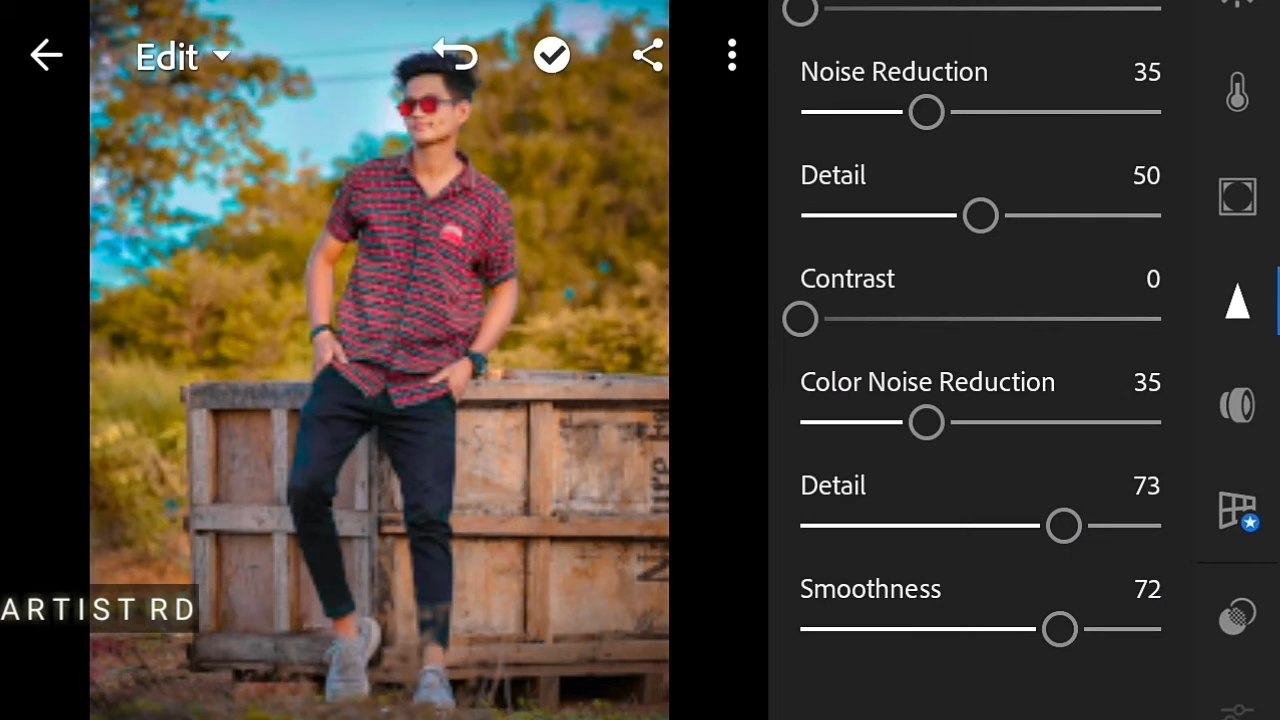 Edit
Noise Reduction 35
Detail 50
Contrast 0
Color Noise Reduction 35
Detail 73
Smoothness 72
ARTIST RD